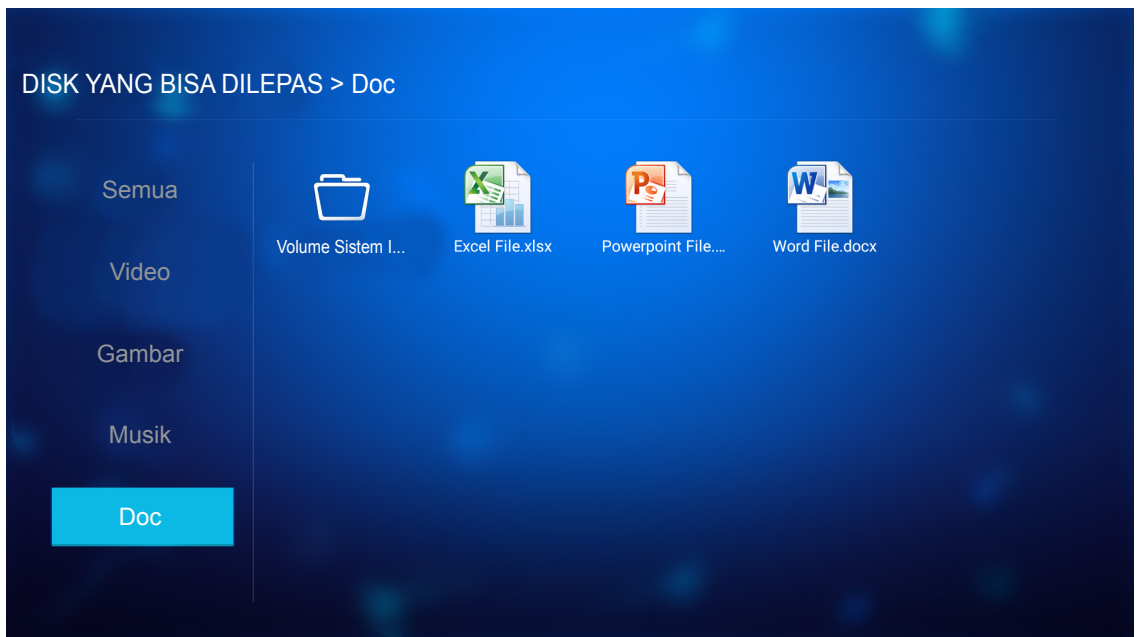 DISK YANG BISA DILEPAS > Doc
Semua
Video
Gambar
Musik
Doc
Volume Sistem I...
Excel File.xlsx
Powerpoint File....
Word File.docx